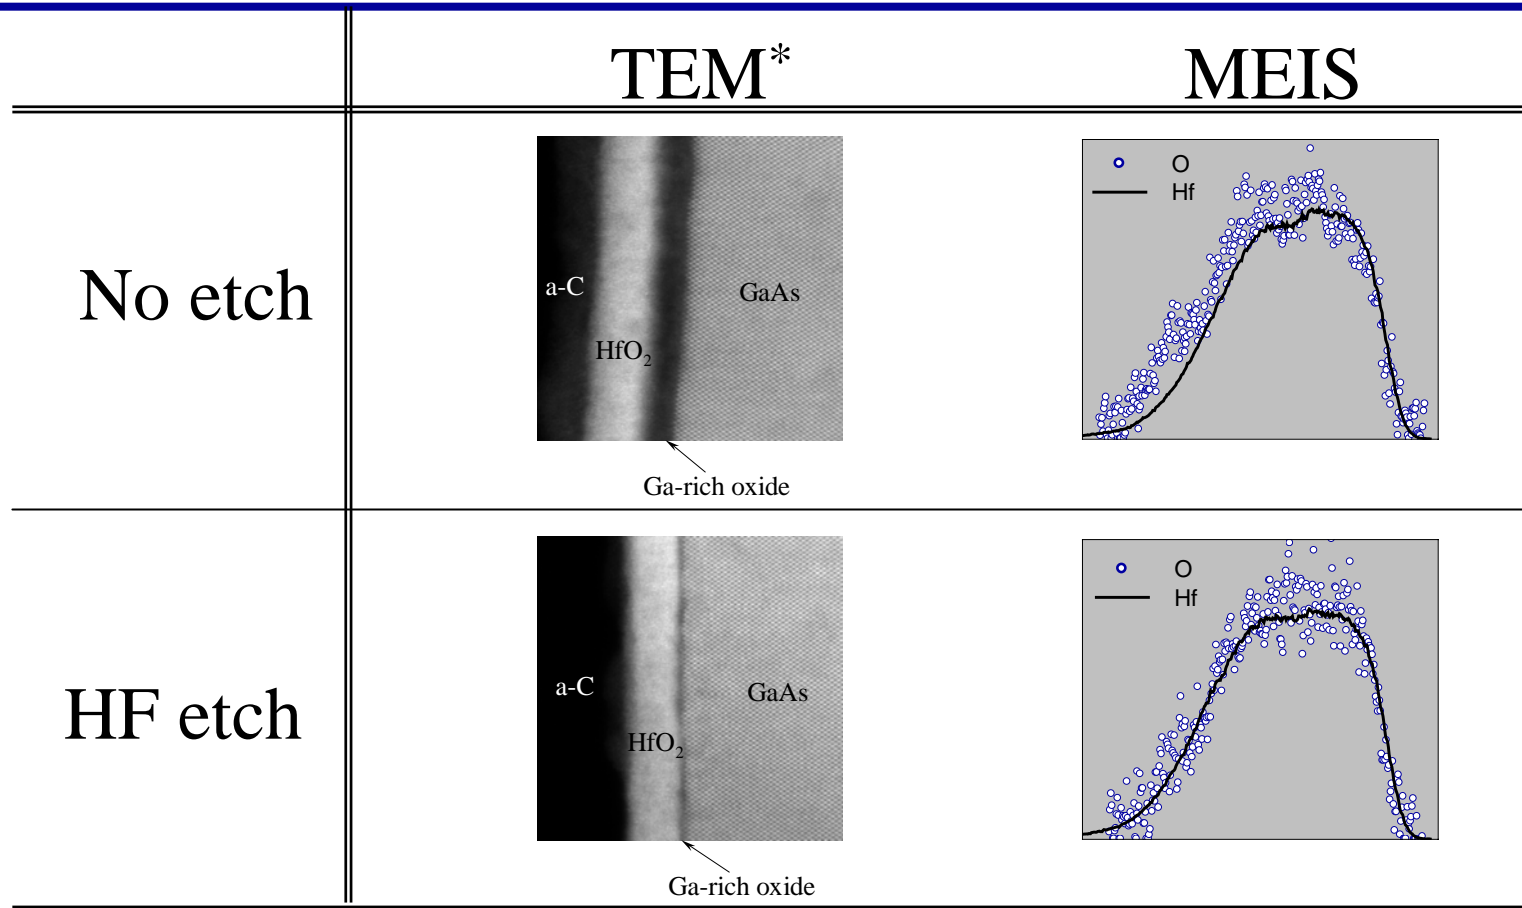 TEM* MEIS
No etch
a-C
HfO₂
GaAs
Ga-rich oxide
O
Hf
HF etch
a-C
HfO₂
GaAs
Ga-rich oxide
O
Hf